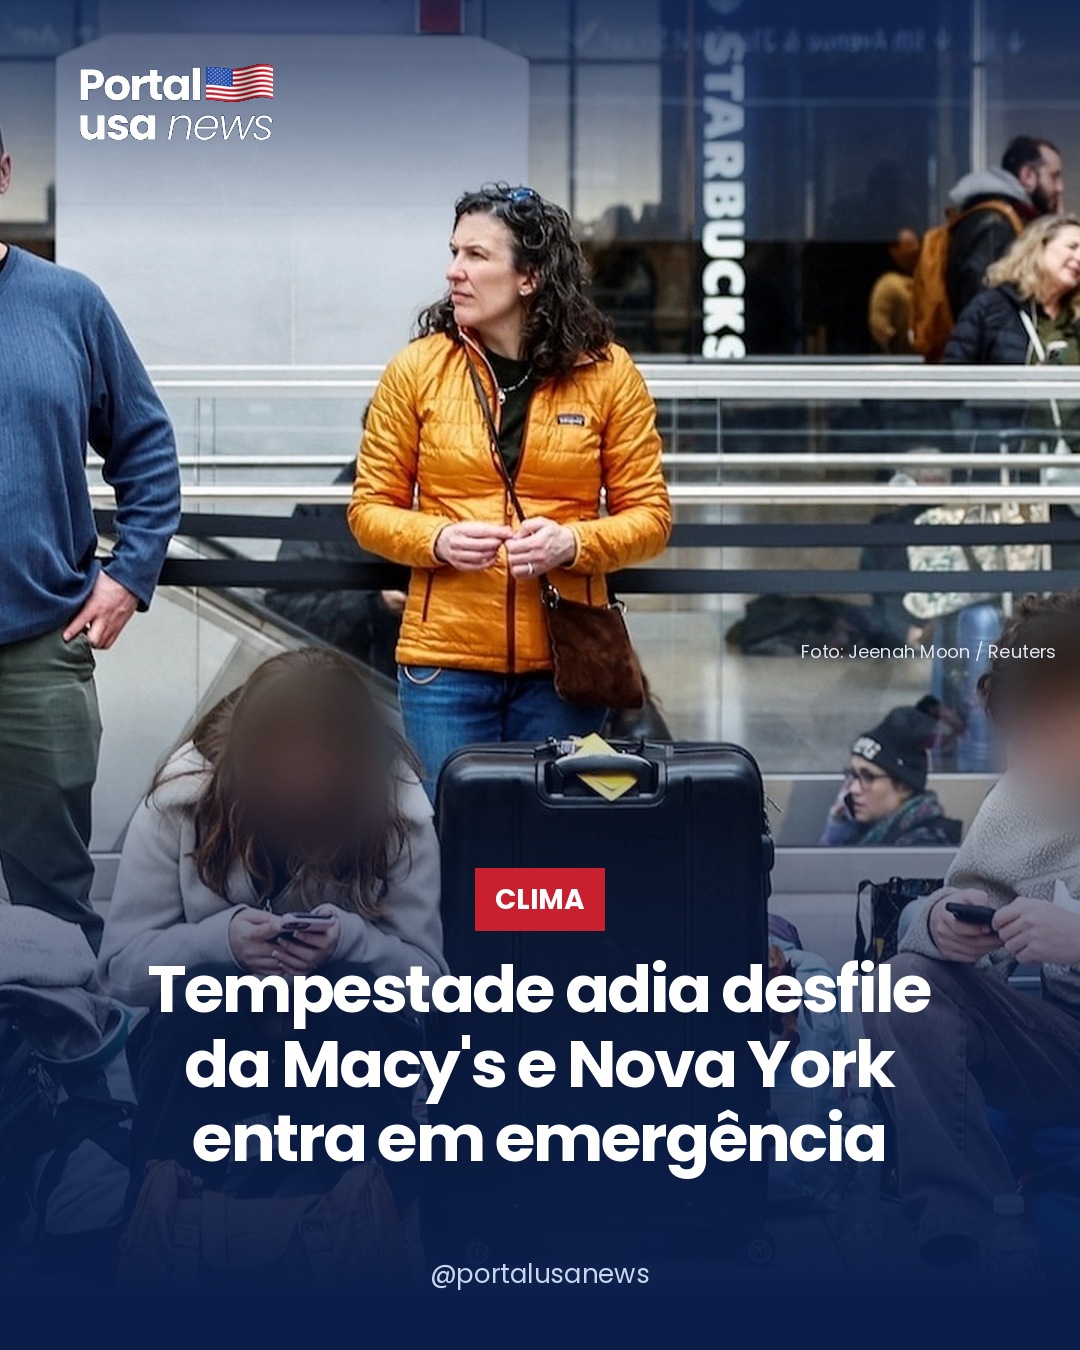 Portal
usa news
STARBUCKS
Foto: Jeenah Moon / Reuters
CLIMA
Tempestade adia desfile
da Macy's e Nova York
entra em emergência
@portalusanews